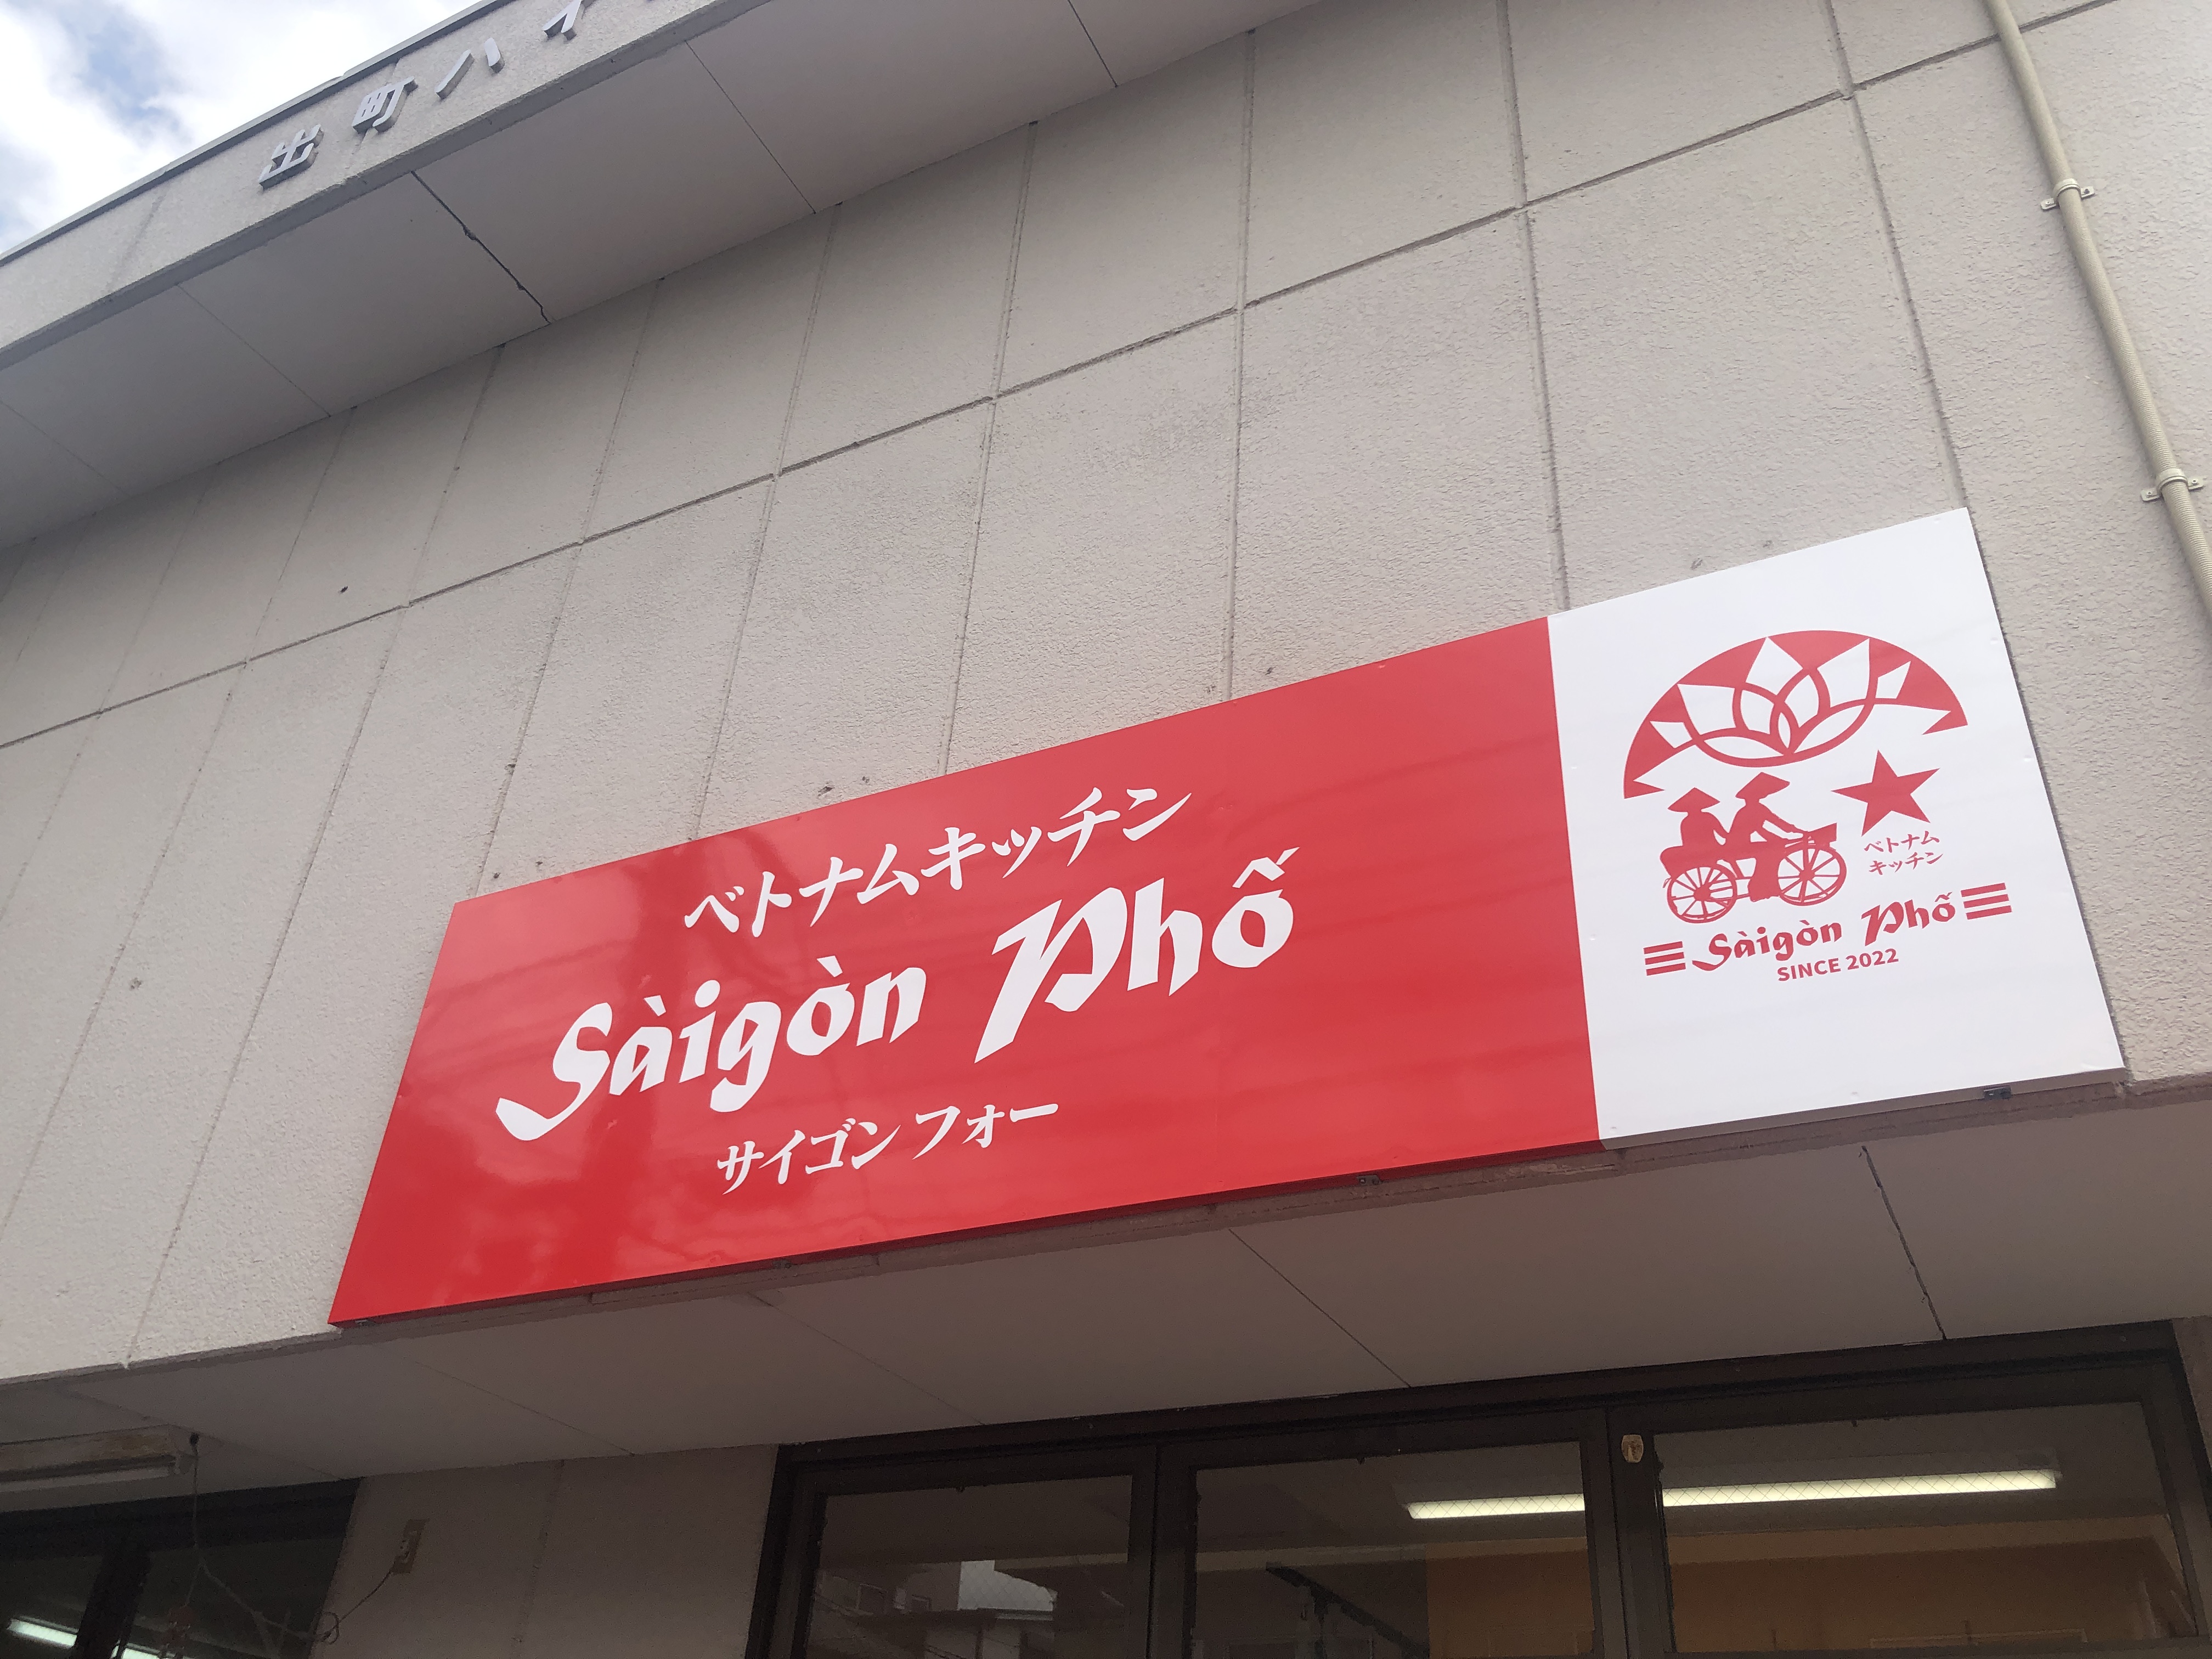 出町ハイ
ベトナムキッチン
Sàigòn Phố
サイゴン フォー
ベトナム
キッチン
Sàigòn Phố
SINCE 2022